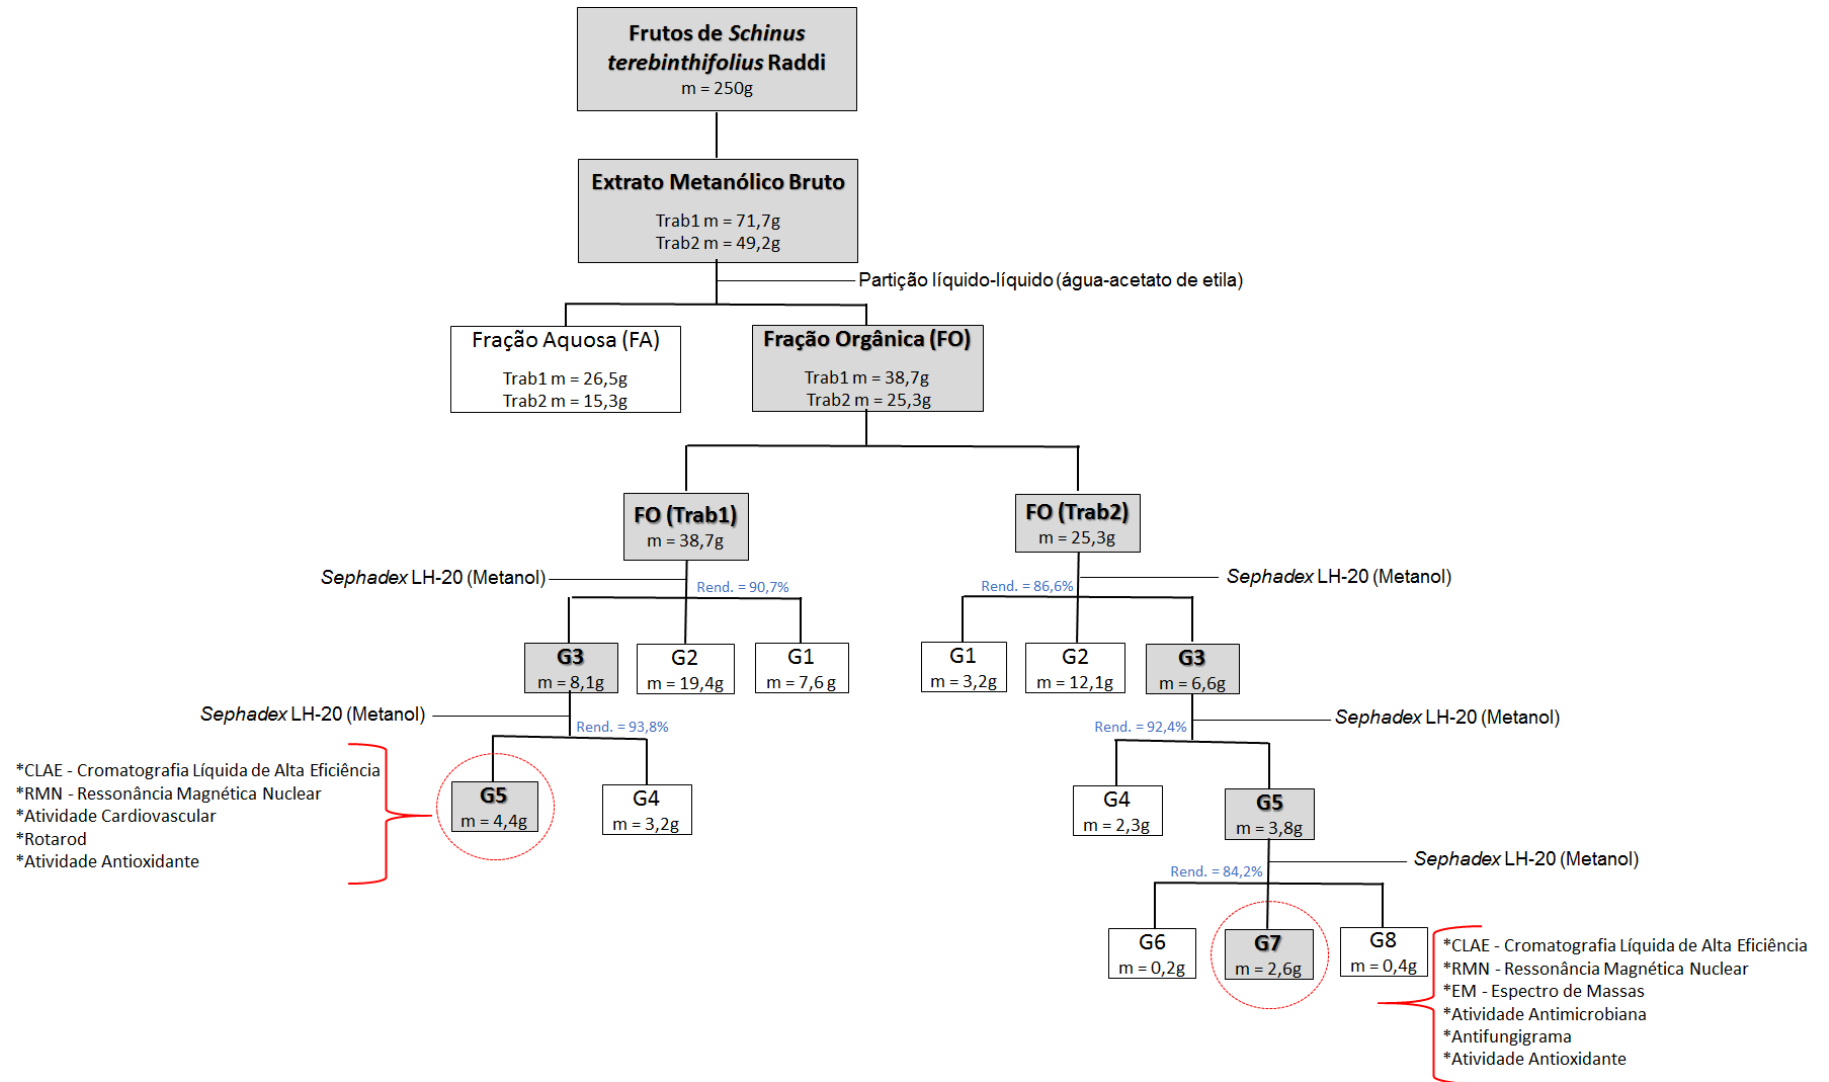 Frutos de Schinus
terebinthifolius Raddi
m = 250g
Extrato Metanólico Bruto
Trab1 m = 71,7g
Trab2 m = 49,2g
Partição líquido-líquido (água-acetato de etila)
Fração Aquosa (FA)
Trab1 m = 26,5g
Trab2 m = 15,3g
Fração Orgânica (FO)
Trab1 m = 38,7g
Trab2 m = 25,3g
FO (Trab1)
m = 38,7g
FO (Trab2)
m = 25,3g
Sephadex LH-20 (Metanol)
Rend. = 90,7%
Rend. = 86,6%
Sephadex LH-20 (Metanol)
G3
m = 8,1g
G2
m = 19,4g
G1
m = 7,6 g
G1
m = 3,2g
G2
m = 12,1g
G3
m = 6,6g
Sephadex LH-20 (Metanol)
Rend. = 93,8%
Rend. = 92,4%
Sephadex LH-20 (Metanol)
*CLAE - Cromatografia Líquida de Alta Eficiência
*RMN - Ressonância Magnética Nuclear
*Atividade Cardiovascular
*Rotarod
*Atividade Antioxidante
G5
m = 4,4g
G4
m = 3,2g
G4
m = 2,3g
G5
m = 3,8g
Sephadex LH-20 (Metanol)
Rend. = 84,2%
G6
m = 0,2g
G7
m = 2,6g
G8
m = 0,4g
*CLAE - Cromatografia Líquida de Alta Eficiência
*RMN - Ressonância Magnética Nuclear
*EM - Espectro de Massas
*Atividade Antimicrobiana
*Antifungigrama
*Atividade Antioxidante